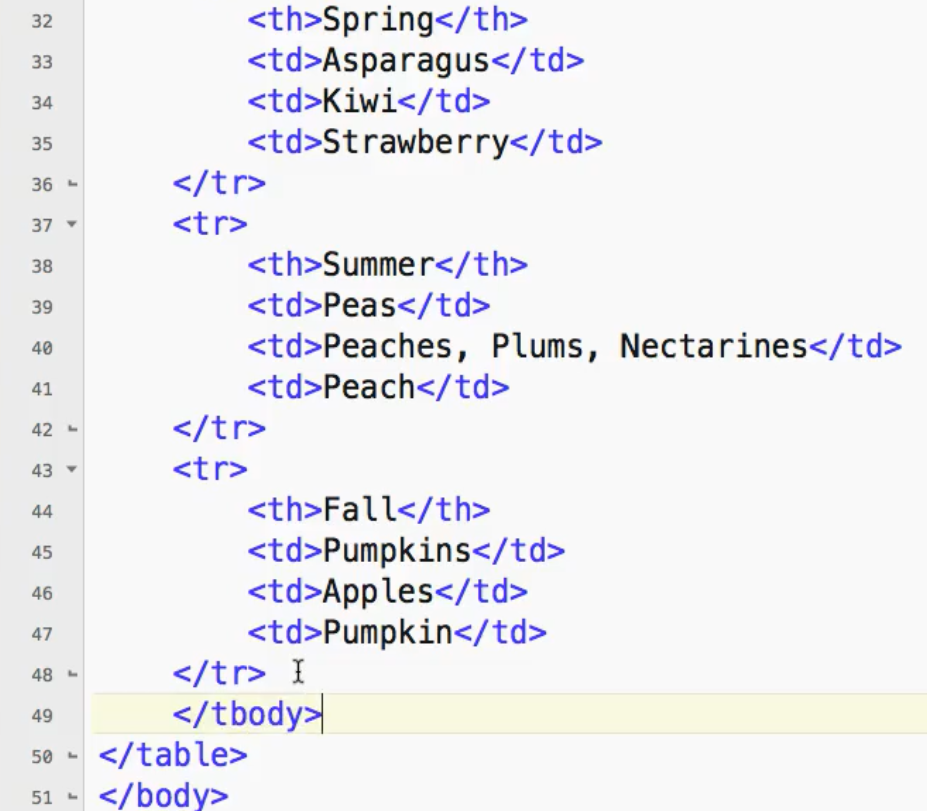 32 <th>Spring</th>
33 <td>Asparagus</td>
34 <td>Kiwi</td>
35 <td>Strawberry</td>
36 </tr>
37 <tr>
38 <th>Summer</th>
39 <td>Peas</td>
40 <td>Peaches, Plums, Nectarines</td>
41 <td>Peach</td>
42 </tr>
43 <tr>
44 <th>Fall</th>
45 <td>Pumpkins</td>
46 <td>Apples</td>
47 <td>Pumpkin</td>
48 </tr>
49 </tbody>
50 </table>
51 </body>